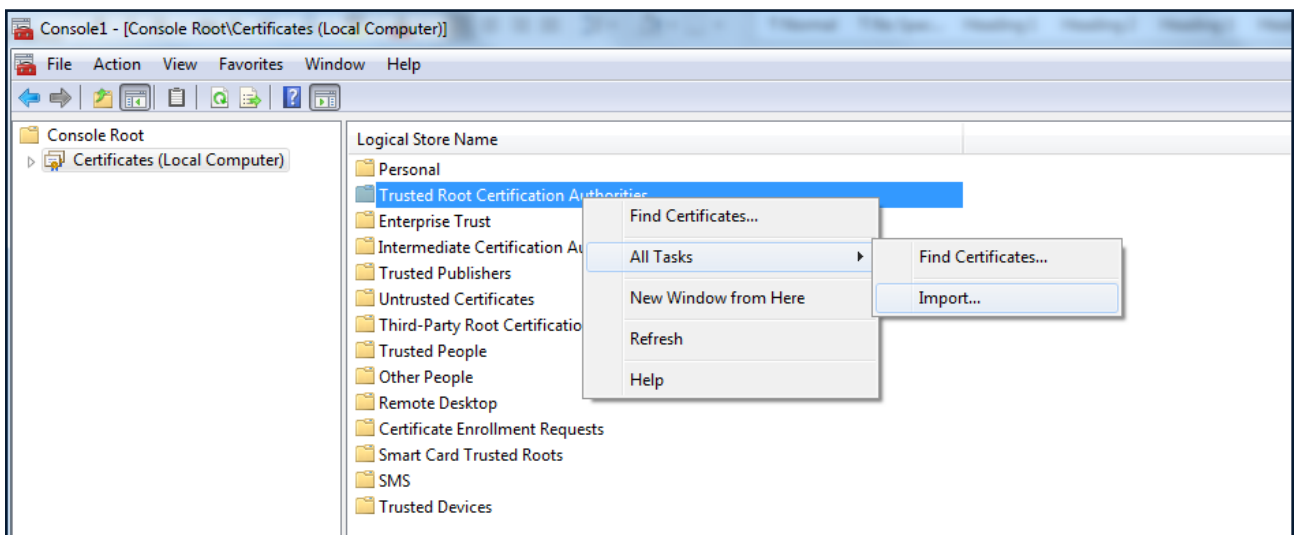 Console1 - [Console Root\Certificates (Local Computer)]
File Action View Favorites Window Help
Console Root
Certificates (Local Computer)
Logical Store Name
Personal
Trusted Root Certification Authorities
Enterprise Trust
Intermediate Certification Au
Trusted Publishers
Untrusted Certificates
Third-Party Root Certificatio
Trusted People
Other People
Remote Desktop
Certificate Enrollment Requests
Smart Card Trusted Roots
SMS
Trusted Devices
Find Certificates...
All Tasks
New Window from Here
Refresh
Help
Find Certificates...
Import...